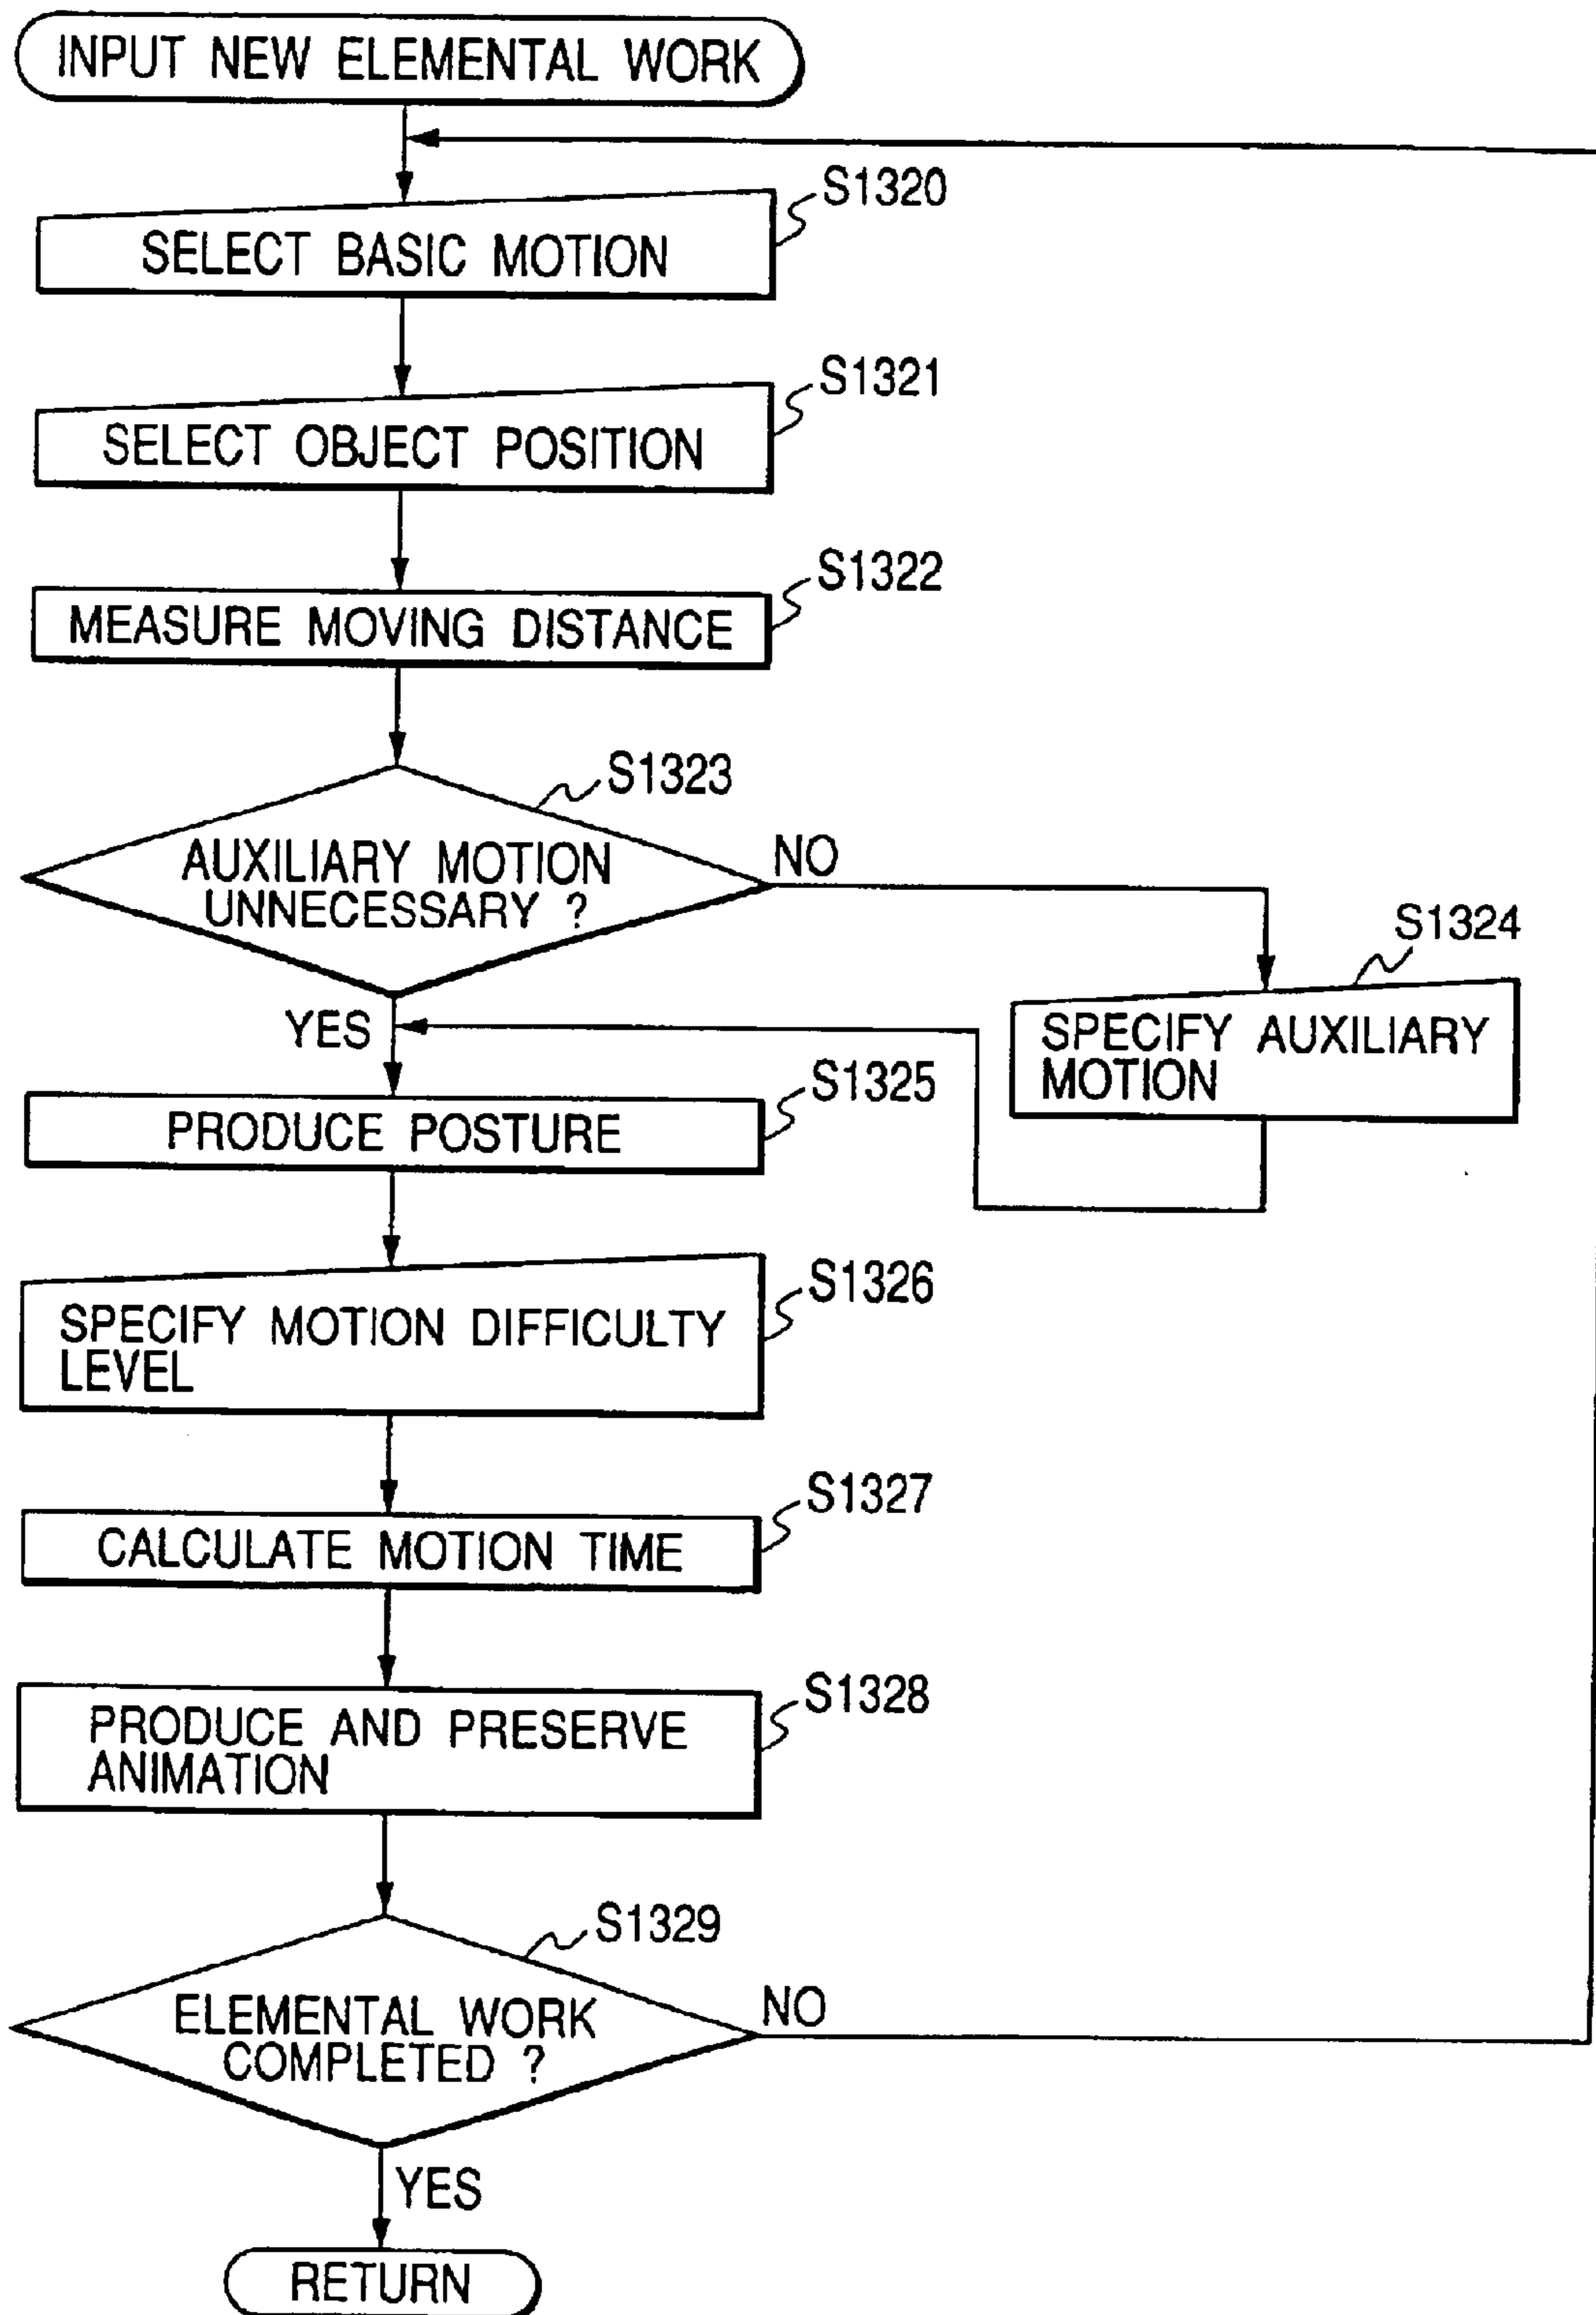 INPUT NEW ELEMENTAL WORK
S1320
SELECT BASIC MOTION
S1321
SELECT OBJECT POSITION
S1322
MEASURE MOVING DISTANCE
S1323
AUXILIARY MOTION
UNNECESSARY ?
NO
S1324
SPECIFY AUXILIARY
MOTION
YES
S1325
PRODUCE POSTURE
S1326
SPECIFY MOTION DIFFICULTY
LEVEL
S1327
CALCULATE MOTION TIME
S1328
PRODUCE AND PRESERVE
ANIMATION
S1329
ELEMENTAL WORK
COMPLETED ?
NO
YES
RETURN